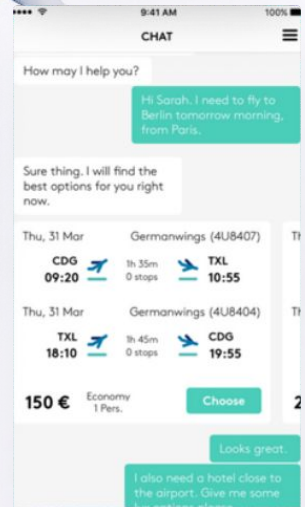 9:41 AM
100%
CHAT
How may I help you?
Hi Sarah. I need to fly to
Berlin tomorrow morning,
from Paris.
Sure thing. I will find the
best options for you right
now.
Thu, 31 Mar Germanwings (4U8407)
CDG 1h 35m TXL
09:20 0 stops 10:55
Thu, 31 Mar Germanwings (4U8404)
TXL 1h 45m CDG
18:10 0 stops 19:55
150 € Economy
1 Pers. Choose
Looks great.
I also need a hotel close to
the airport. Give me some